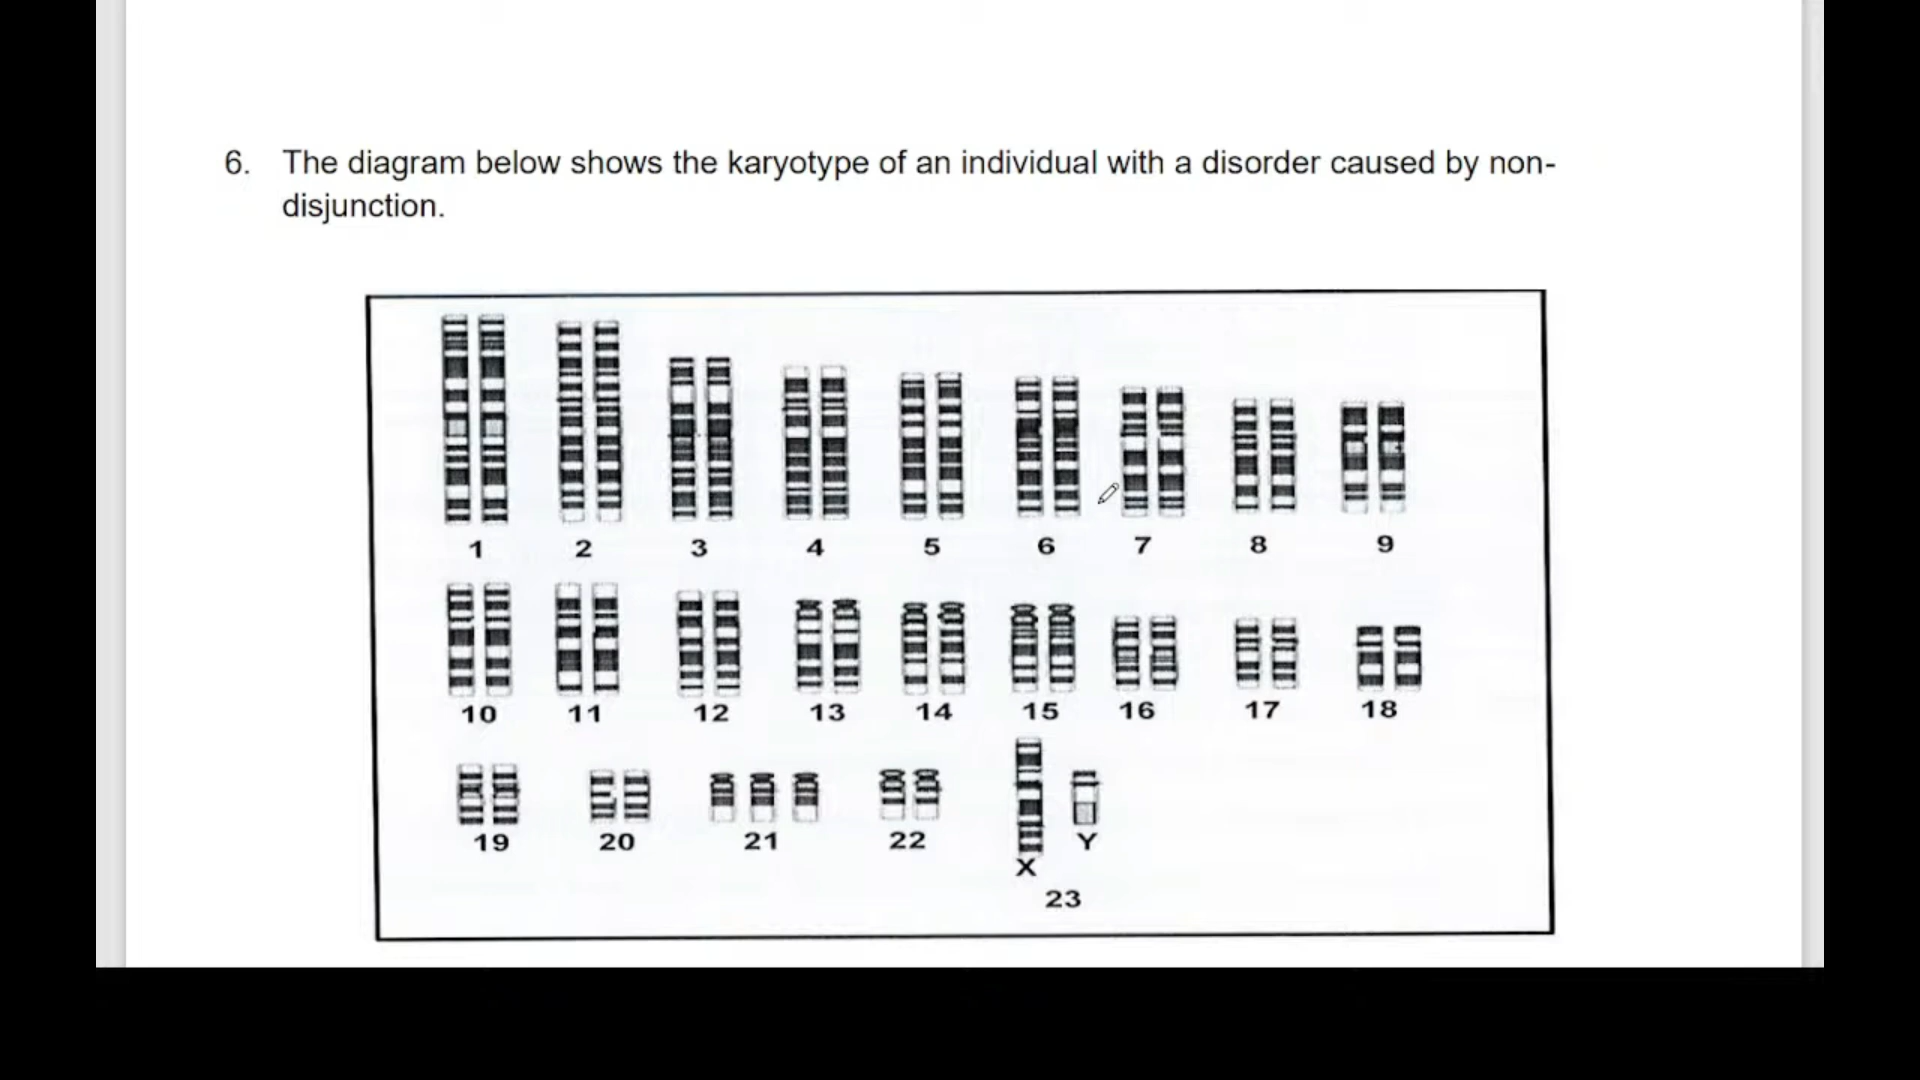 6. The diagram below shows the karyotype of an individual with a disorder caused by non-
disjunction.
1 2 3 4 5 6 7 8 9
10 11 12 13 14 15 16 17 18
19 20 21 22 X Y
23